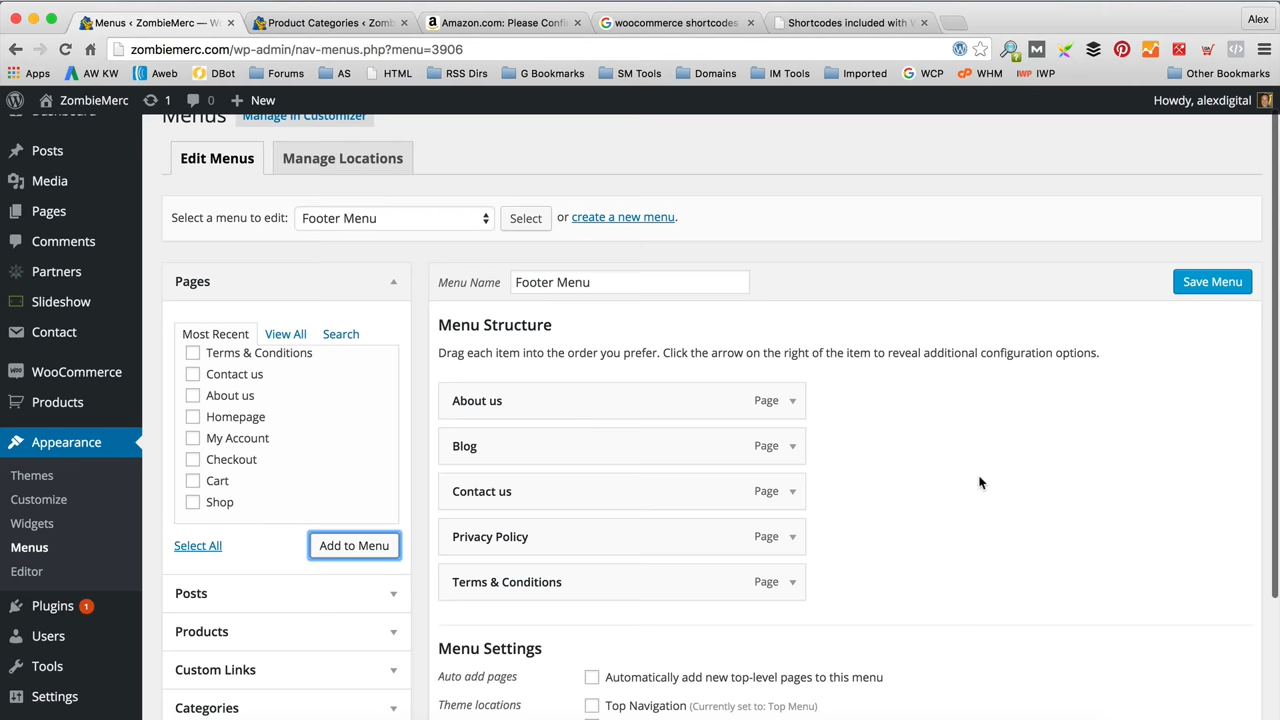 Menus ‹ ZombieMerc — W
Product Categories ‹ Zomb
Amazon.com: Please Confi
woocommerce shortcodes
Shortcodes included with W
Alex
zombiemerc.com/wp-admin/nav-menus.php?menu=3906
Apps
AW KW
Aweb
DBot
Forums
AS
HTML
RSS Dirs
G Bookmarks
SM Tools
Domains
IM Tools
Imported
WCP
WHM
IWP
Other Bookmarks
ZombieMerc
1
0
New
Howdy, alexdigital
Dashboard
Posts
Media
Pages
Comments
Partners
Slideshow
Contact
WooCommerce
Products
Appearance
Themes
Customize
Widgets
Menus
Editor
Plugins 1
Users
Tools
Settings
Menus
Manage in Customizer
Edit Menus
Manage Locations
Select a menu to edit:
Footer Menu
Select
or create a new menu.
Pages
Most Recent
View All
Search
Terms & Conditions
Contact us
About us
Homepage
My Account
Checkout
Cart
Shop
Select All
Add to Menu
Posts
Products
Custom Links
Categories
Menu Name
Footer Menu
Save Menu
Menu Structure
Drag each item into the order you prefer. Click the arrow on the right of the item to reveal additional configuration options.
About us Page
Blog Page
Contact us Page
Privacy Policy Page
Terms & Conditions Page
Menu Settings
Auto add pages
Automatically add new top-level pages to this menu
Theme locations
Top Navigation (Currently set to: Top Menu)